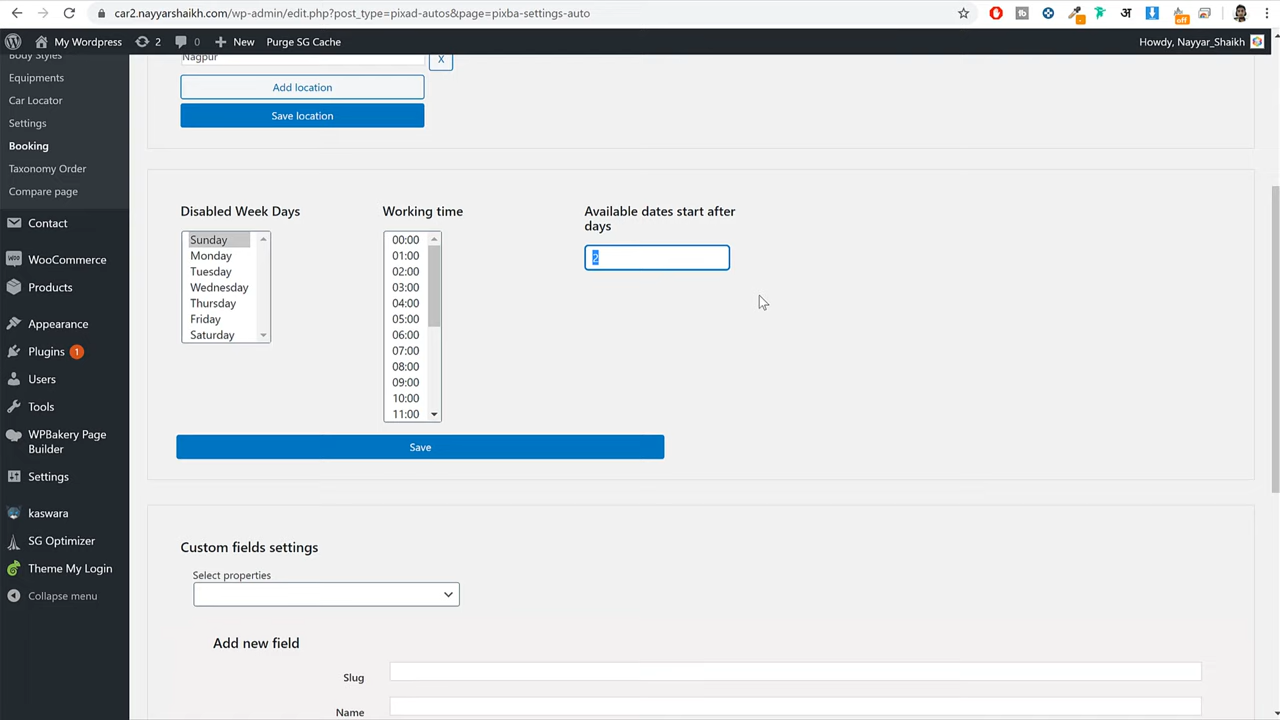 car2.nayyarshaikh.com/wp-admin/edit.php?post_type=pixad-autos&page=pixba-settings-auto
My Wordpress 2 0 New Purge SG Cache Howdy, Nayyar_Shaikh
Body Styles
Equipments
Car Locator
Settings
Booking
Taxonomy Order
Compare page
Contact
WooCommerce
Products
Appearance
Plugins 1
Users
Tools
WPBakery Page
Builder
Settings
kaswara
SG Optimizer
Theme My Login
Collapse menu
Nagpur X
Add location
Save location
Disabled Week Days
Sunday
Monday
Tuesday
Wednesday
Thursday
Friday
Saturday
Working time
00:00
01:00
02:00
03:00
04:00
05:00
06:00
07:00
08:00
09:00
10:00
11:00
Available dates start after
days
2
Save
Custom fields settings
Select properties
Add new field
Slug
Name
off